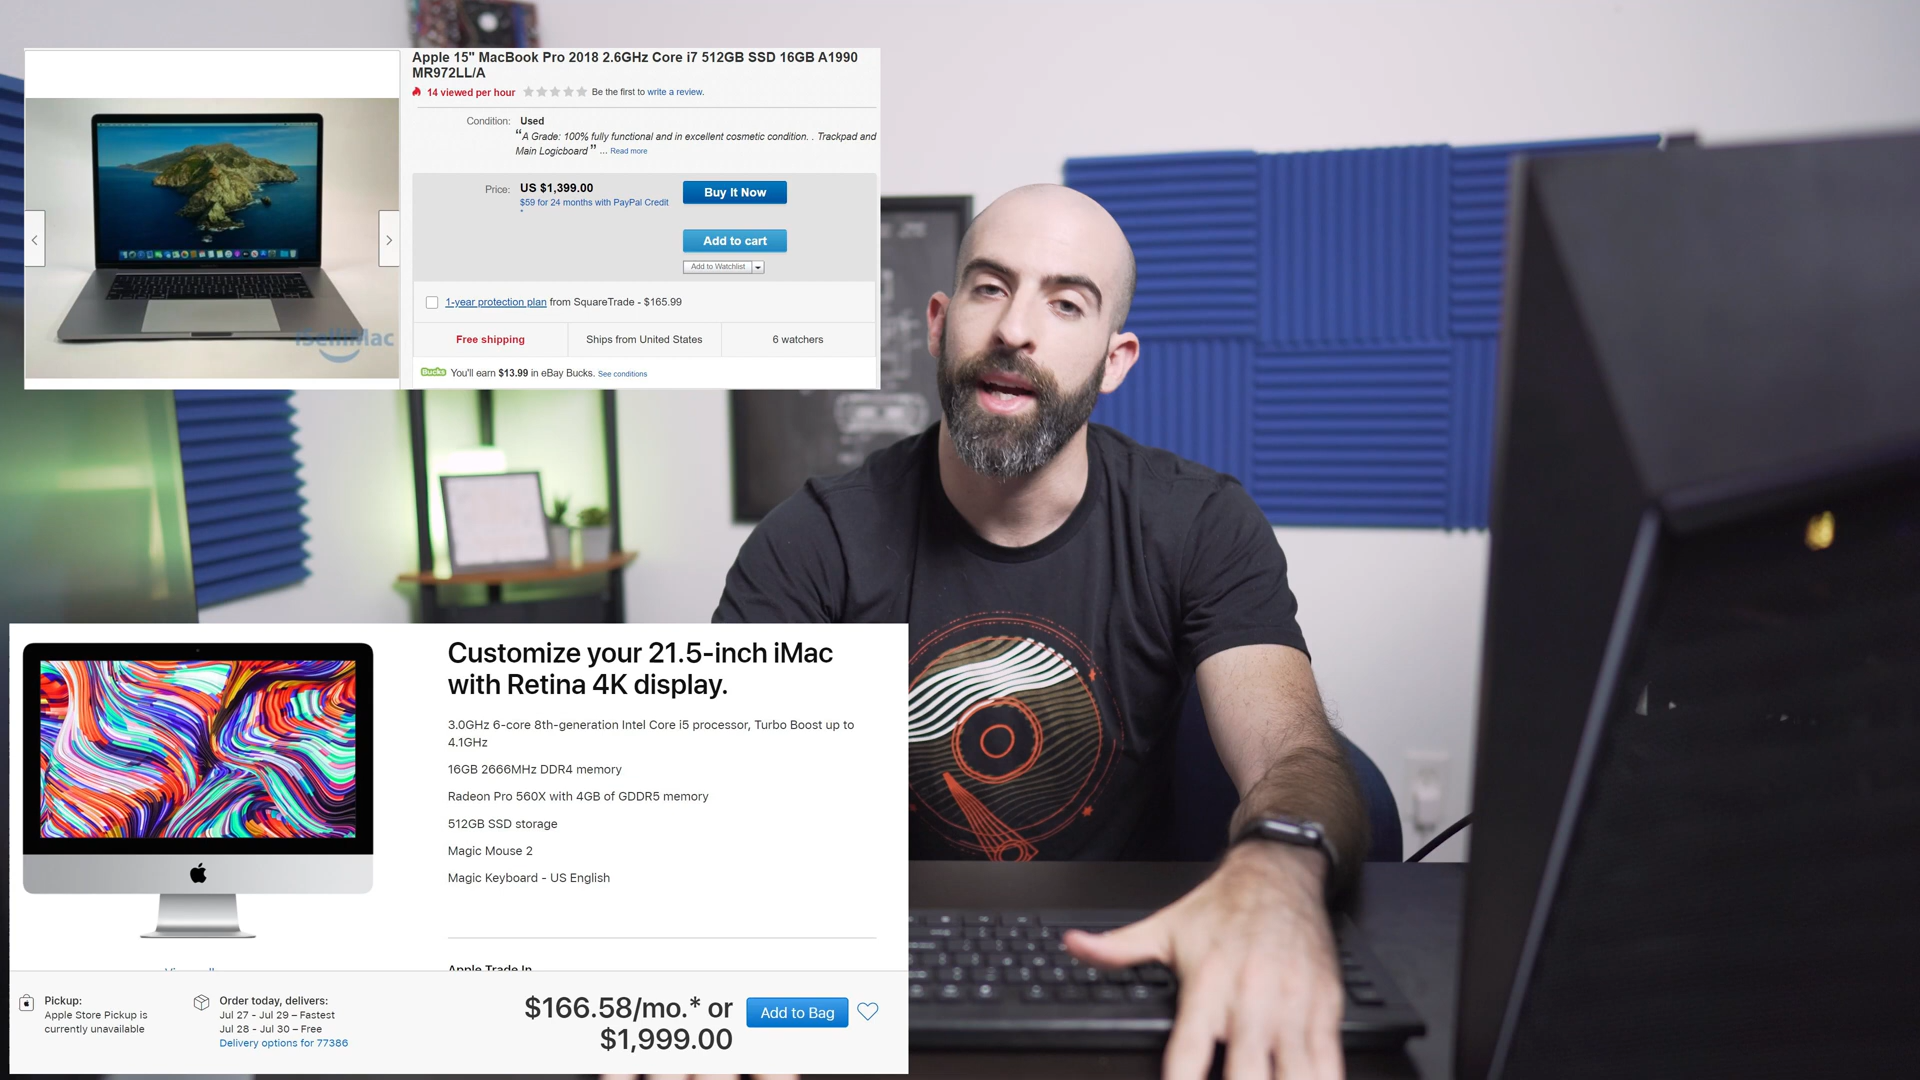 Apple 15" MacBook Pro 2018 2.6GHz Core i7 512GB SSD 16GB A1990
MR972LL/A
14 viewed per hour
Be the first to write a review.
Condition: Used
“A Grade: 100% fully functional and in excellent cosmetic condition. . Trackpad and
Main Logicboard” ... Read more
Price: US $1,399.00
Buy It Now
$59 for 24 months with PayPal Credit
*
Add to cart
Add to Watchlist
1-year protection plan from SquareTrade - $165.99
Free shipping
Ships from United States
6 watchers
iSelliMac
Bucks You'll earn $13.99 in eBay Bucks. See conditions
Customize your 21.5-inch iMac
with Retina 4K display.
3.0GHz 6-core 8th-generation Intel Core i5 processor, Turbo Boost up to
4.1GHz
16GB 2666MHz DDR4 memory
Radeon Pro 560X with 4GB of GDDR5 memory
512GB SSD storage
Magic Mouse 2
Magic Keyboard - US English
Apple Trade In
Pickup:
Apple Store Pickup is
currently unavailable
Order today, delivers:
Jul 27 - Jul 29 – Fastest
Jul 28 - Jul 30 – Free
Delivery options for 77386
$166.58/mo.* or
$1,999.00
Add to Bag